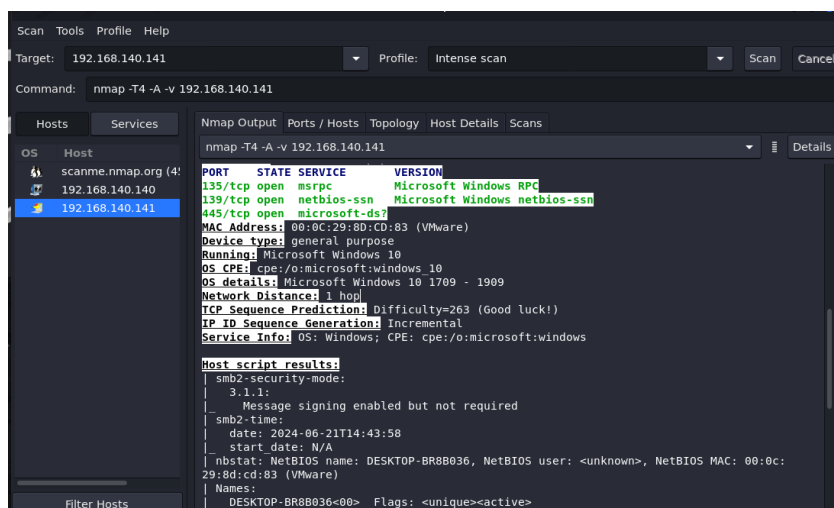 Scan Tools Profile Help
Target: 192.168.140.141 Profile: Intense scan Scan Cancel
Command: nmap -T4 -A -v 192.168.140.141
Hosts Services
OS Host
scanme.nmap.org (4
192.168.140.140
192.168.140.141
Filter Hosts
Nmap Output Ports / Hosts Topology Host Details Scans
nmap -T4 -A -v 192.168.140.141 Details
PORT STATE SERVICE VERSION
135/tcp open msrpc Microsoft Windows RPC
139/tcp open netbios-ssn Microsoft Windows netbios-ssn
445/tcp open microsoft-ds?
MAC Address: 00:0C:29:8D:CD:83 (VMware)
Device type: general purpose
Running: Microsoft Windows 10
OS CPE: cpe:/o:microsoft:windows_10
OS details: Microsoft Windows 10 1709 - 1909
Network Distance: 1 hop
TCP Sequence Prediction: Difficulty=263 (Good luck!)
IP ID Sequence Generation: Incremental
Service Info: OS: Windows; CPE: cpe:/o:microsoft:windows
Host script results:
| smb2-security-mode:
|   3.1.1:
|_    Message signing enabled but not required
| smb2-time:
|   date: 2024-06-21T14:43:58
|_  start_date: N/A
| nbstat: NetBIOS name: DESKTOP-BR8B036, NetBIOS user: <unknown>, NetBIOS MAC: 00:0c:
29:8d:cd:83 (VMware)
| Names:
|   DESKTOP-BR8B036<00>  Flags: <unique><active>